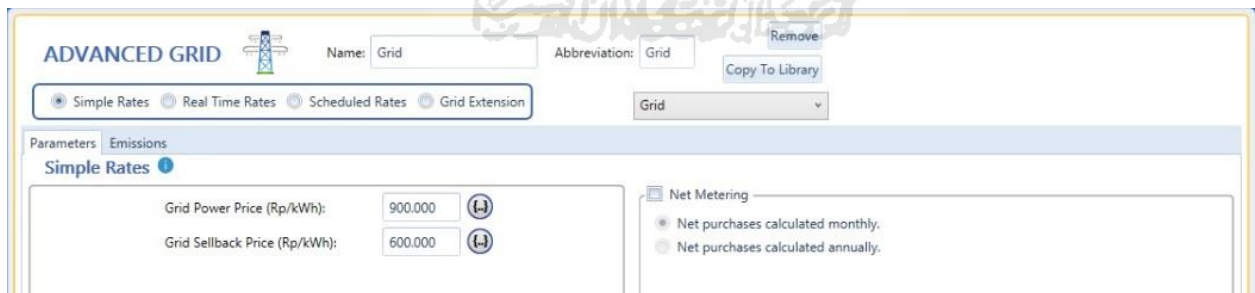 ADVANCED GRID Name: Grid Abbreviation: Grid Remove
Copy To Library
Simple Rates Real Time Rates Scheduled Rates Grid Extension Grid
Parameters Emissions
Simple Rates
Grid Power Price (Rp/kWh): 900.000 {..}
Grid Sellback Price (Rp/kWh): 600.000 {..}
Net Metering
Net purchases calculated monthly.
Net purchases calculated annually.